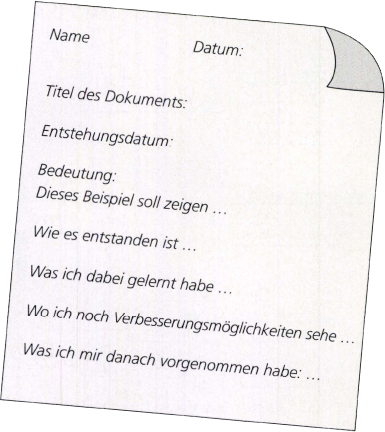 Name Datum:
Titel des Dokuments:
Entstehungsdatum:
Bedeutung:
Dieses Beispiel soll zeigen …
Wie es entstanden ist …
Was ich dabei gelernt habe …
Wo ich noch Verbesserungsmöglichkeiten sehe …
Was ich mir danach vorgenommen habe: …